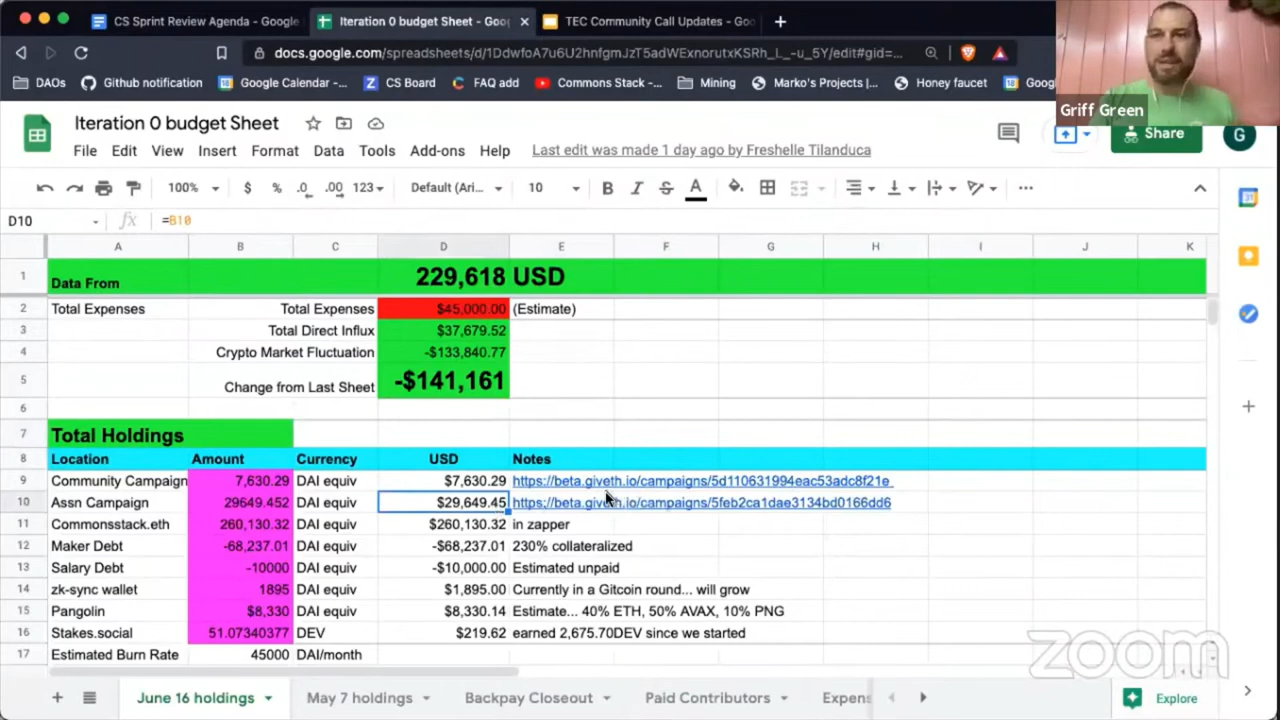 CS Sprint Review Agenda - Google
Iteration 0 budget Sheet - Goo
TEC Community Call Updates - Goo
docs.google.com/spreadsheets/d/1DdwfoA7u6U2hnfgmJzT5adWExnorutxKSRh_l_-u_5Y/edit#gid=...
DAOs
Github notification
Google Calendar -...
CS Board
FAQ add
Commons Stack -...
Mining
Marko's Projects |...
Honey faucet
Goog
Griff Green
Iteration 0 budget Sheet
Share
G
File Edit View Insert Format Data Tools Add-ons Help Last edit was made 1 day ago by Freshelle Tilanduca
100% $ % .0 .00 123 Default (Ari... 10 B I S A
D10 fx =B10
A B C D E F G H I J K
1 Data From 229,618 USD
2 Total Expenses Total Expenses $45,000.00 (Estimate)
3 Total Direct Influx $37,679.52
4 Crypto Market Fluctuation -$133,840.77
5 Change from Last Sheet -$141,161
6
7 Total Holdings
8 Location Amount Currency USD Notes
9 Community Campaign 7,630.29 DAI equiv $7,630.29 https://beta.giveth.io/campaigns/5d110631994eac53adc8f21e
10 Assn Campaign 29649.452 DAI equiv $29,649.45 https://beta.giveth.io/campaigns/5feb2ca1dae3134bd0166dd6
11 Commonsstack.eth 260,130.32 DAI equiv $260,130.32 in zapper
12 Maker Debt -68,237.01 DAI equiv -$68,237.01 230% collateralized
13 Salary Debt -10000 DAI equiv -$10,000.00 Estimated unpaid
14 zk-sync wallet 1895 DAI equiv $1,895.00 Currently in a Gitcoin round... will grow
15 Pangolin $8,330 DAI equiv $8,330.14 Estimate... 40% ETH, 50% AVAX, 10% PNG
16 Stakes.social 51.07340377 DEV $219.62 earned 2,675.70DEV since we started
17 Estimated Burn Rate 45000 DAI/month
zoom
June 16 holdings May 7 holdings Backpay Closeout Paid Contributors Expens Explore